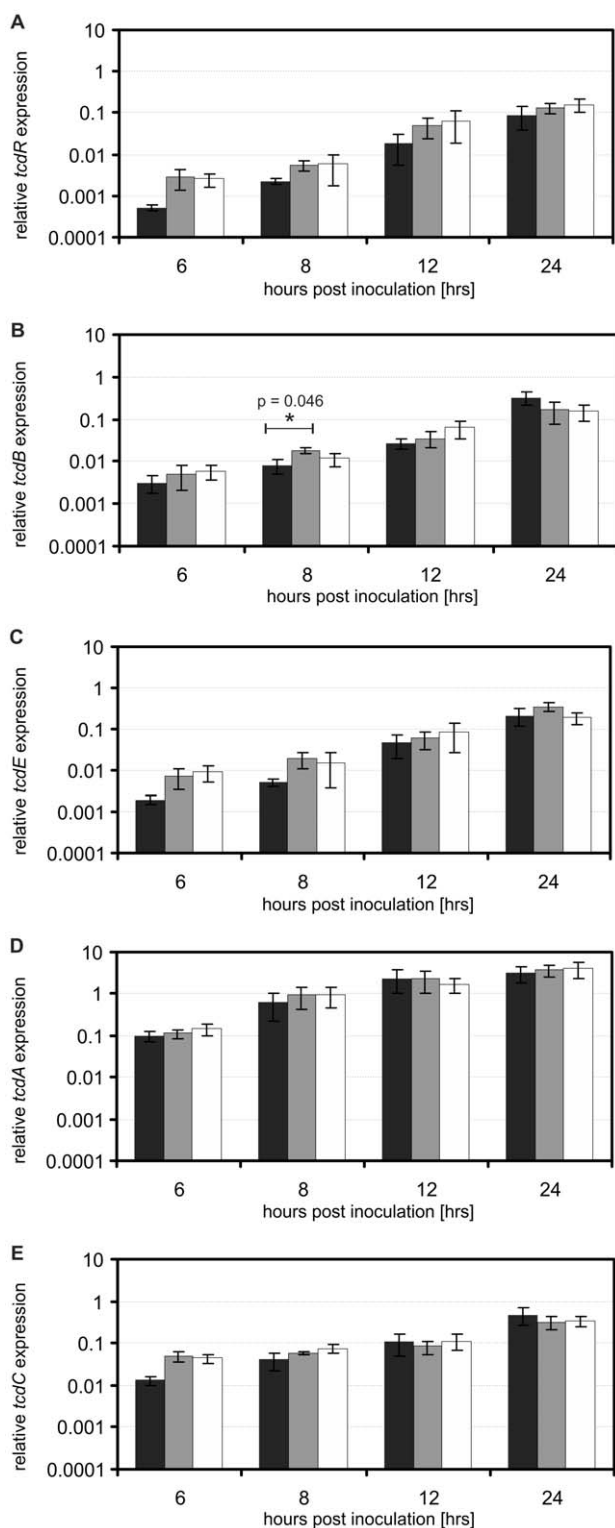 A
relative tcdR expression
10
1
0.1
0.01
0.001
0.0001
6 8 12 24
hours post inoculation [hrs]
B
relative tcdB expression
10
1
0.1
0.01
0.001
0.0001
p = 0.046
*
6 8 12 24
hours post inoculation [hrs]
C
relative tcdE expression
10
1
0.1
0.01
0.001
0.0001
6 8 12 24
hours post inoculation [hrs]
D
relative tcdA expression
10
1
0.1
0.01
0.001
0.0001
6 8 12 24
hours post inoculation [hrs]
E
relative tcdC expression
10
1
0.1
0.01
0.001
0.0001
6 8 12 24
hours post inoculation [hrs]